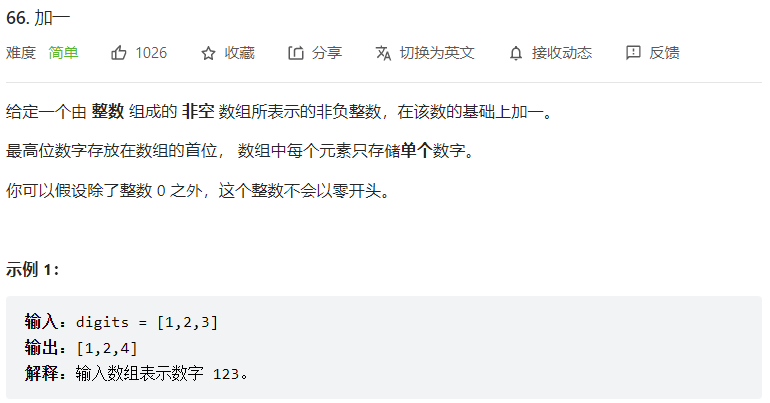 66. 加一
难度 简单 1026 收藏 分享 切换为英文 接收动态 反馈
给定一个由 整数 组成的 非空 数组所表示的非负整数，在该数的基础上加一。
最高位数字存放在数组的首位， 数组中每个元素只存储单个数字。
你可以假设除了整数 0 之外，这个整数不会以零开头。
示例 1：
输入：digits = [1,2,3]
输出：[1,2,4]
解释：输入数组表示数字 123。